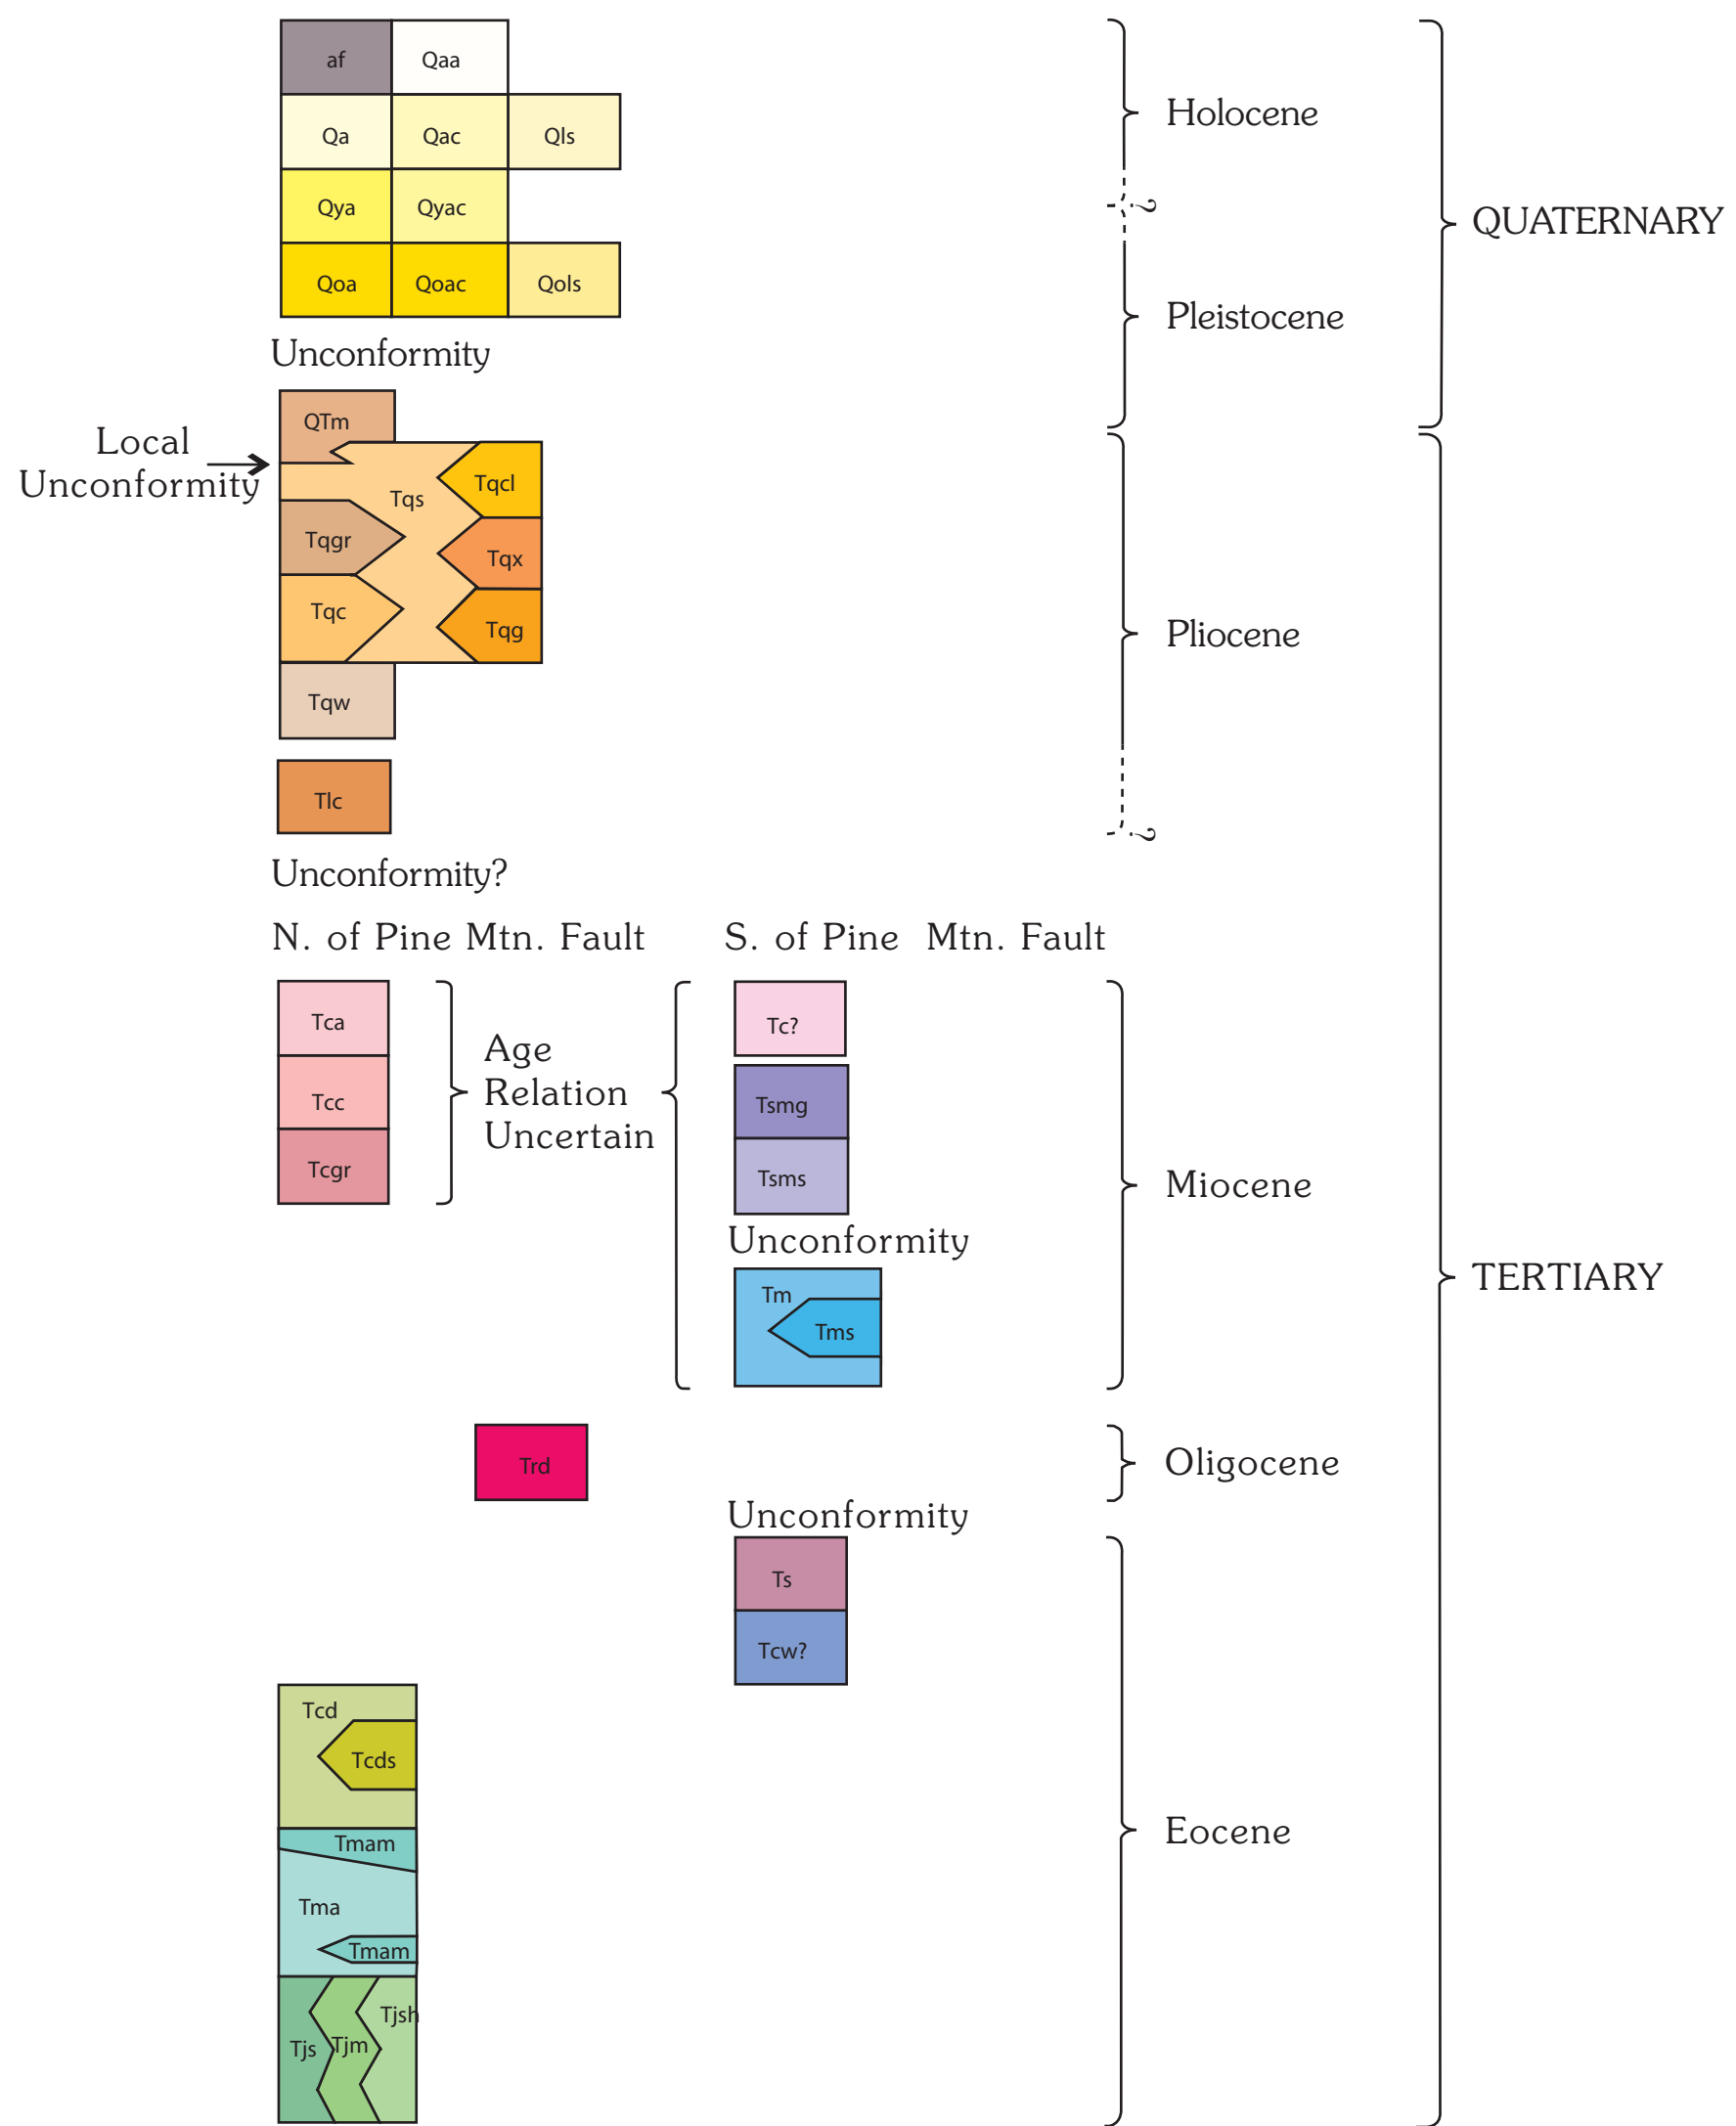 af Qaa
Qa Qac Qls
Holocene
Qya Qyac
?
QUATERNARY
Qoa Qoac Qols
Pleistocene
Unconformity
QTm
Local
Unconformity
Tqs Tqcl
Tqgr Tqx
Tqc Tqg
Pliocene
Tqw
Tlc
?
Unconformity?
N. of Pine Mtn. Fault S. of Pine Mtn. Fault
Tca Tc?
Age
Relation
Uncertain
Tcc Tsmg
Tcgr Tsms
Miocene
Unconformity
TERTIARY
Tm
Tms
Trd Oligocene
Unconformity
Ts
Tcw?
Tcd
Tcds
Tmam Eocene
Tma
Tmam
Tjsh
Tjs Tjm